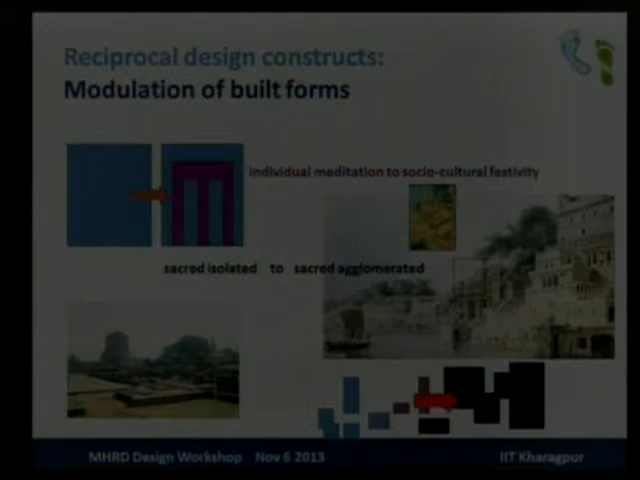 Reciprocal design constructs:
Modulation of built forms
individual meditation to socio-cultural festivity
sacred isolated to sacred agglomerated
MHRD Design Workshop Nov 6 2013
IIT Kharagpur